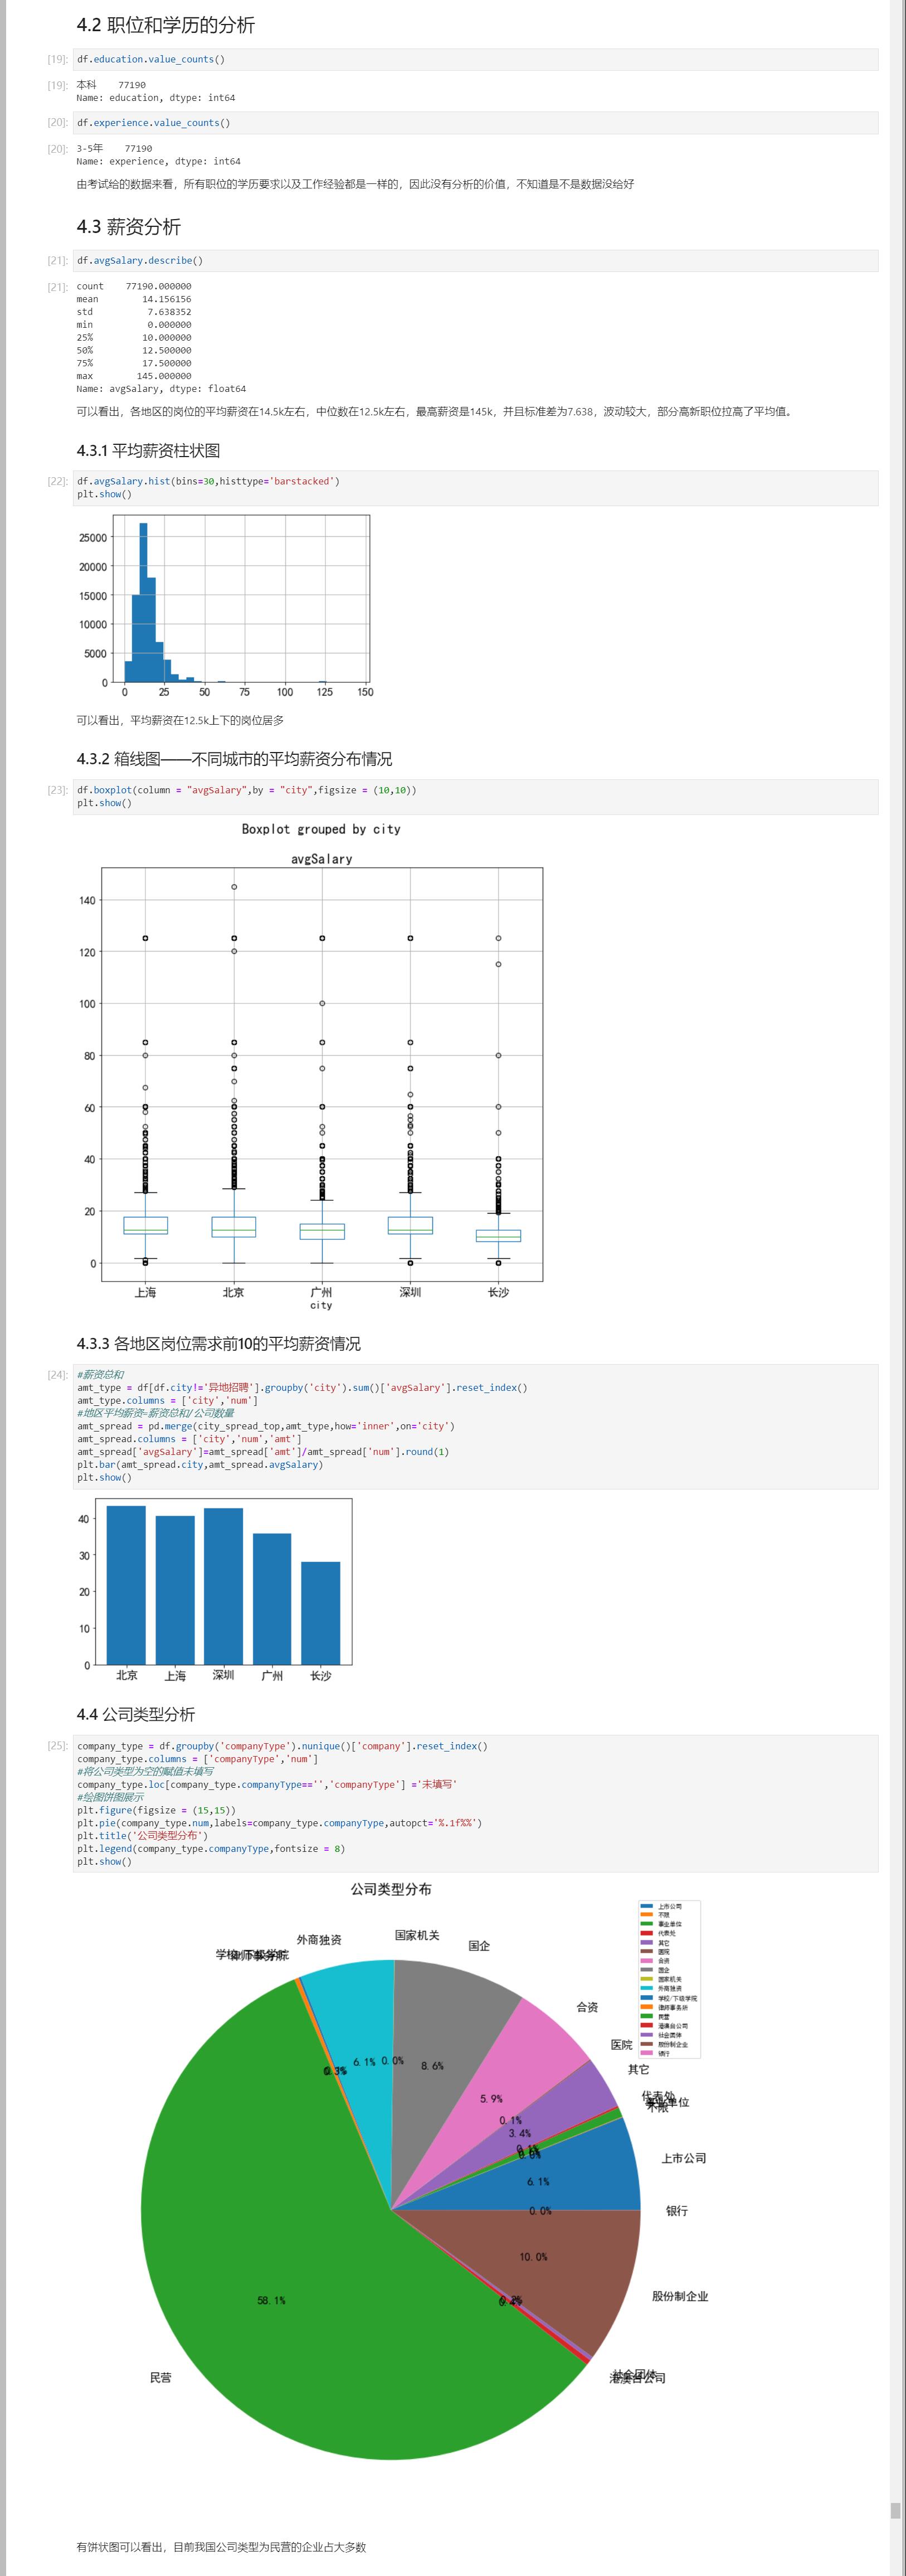 4.2 职位和学历的分析
[19]: df.education.value_counts()
[19]: 本科    77190
Name: education, dtype: int64
[20]: df.experience.value_counts()
[20]: 3-5年    77190
Name: experience, dtype: int64
由考试给的数据来看，所有职位的学历要求以及工作经验都是一样的，因此没有分析的价值，不知道是不是数据没给好
4.3 薪资分析
[21]: df.avgSalary.describe()
[21]: count    77190.000000
mean        14.156156
std          7.638352
min          0.000000
25%         10.000000
50%         12.500000
75%         17.500000
max        145.000000
Name: avgSalary, dtype: float64
可以看出，各地区的岗位的平均薪资在14.5k左右，中位数在12.5k左右，最高薪资是145k，并且标准差为7.638，波动较大，部分高新职位拉高了平均值。
4.3.1 平均薪资柱状图
[22]: df.avgSalary.hist(bins=30,histtype='barstacked')
plt.show()
25000
20000
15000
10000
5000
0
0 25 50 75 100 125 150
可以看出，平均薪资在12.5k上下的岗位居多
4.3.2 箱线图——不同城市的平均薪资分布情况
[23]: df.boxplot(column = "avgSalary",by = "city",figsize = (10,10))
plt.show()
Boxplot grouped by city
avgSalary
140
120
100
80
60
40
20
0
上海 北京 广州 深圳 长沙
city
4.3.3 各地区岗位需求前10的平均薪资情况
[24]: #薪资总和
amt_type = df[df.city!='异地招聘'].groupby('city').sum()['avgSalary'].reset_index()
amt_type.columns = ['city','num']
#地区平均薪资=薪资总和/公司数量
amt_spread = pd.merge(city_spread_top,amt_type,how='inner',on='city')
amt_spread.columns = ['city','num','amt']
amt_spread['avgSalary']=amt_spread['amt']/amt_spread['num'].round(1)
plt.bar(amt_spread.city,amt_spread.avgSalary)
plt.show()
40
30
20
10
0
北京 上海 深圳 广州 长沙
4.4 公司类型分析
[25]: company_type = df.groupby('companyType').nunique()['company'].reset_index()
company_type.columns = ['companyType','num']
#将公司类型为空的赋值未填写
company_type.loc[company_type.companyType=='','companyType'] ='未填写'
#绘图饼图展示
plt.figure(figsize = (15,15))
plt.pie(company_type.num,labels=company_type.companyType,autopct='%.1f%%')
plt.title('公司类型分布')
plt.legend(company_type.companyType,fontsize = 8)
plt.show()
公司类型分布
上市公司
不限
事业单位
代表处
其它
医院
合资
国企
国家机关
外商独资
学校/下级学院
律师事务所
民营
港澳台公司
社会团体
股份制企业
银行
国家机关
外商独资
国企
合资
医院
其它
代表处
上市公司
银行
股份制企业
港澳台公司
民营
6.1% 0.0%
8.6%
5.9%
0.1%
3.4%
6.1%
0.0%
10.0%
58.1%
有饼状图可以看出，目前我国公司类型为民营的企业占大多数